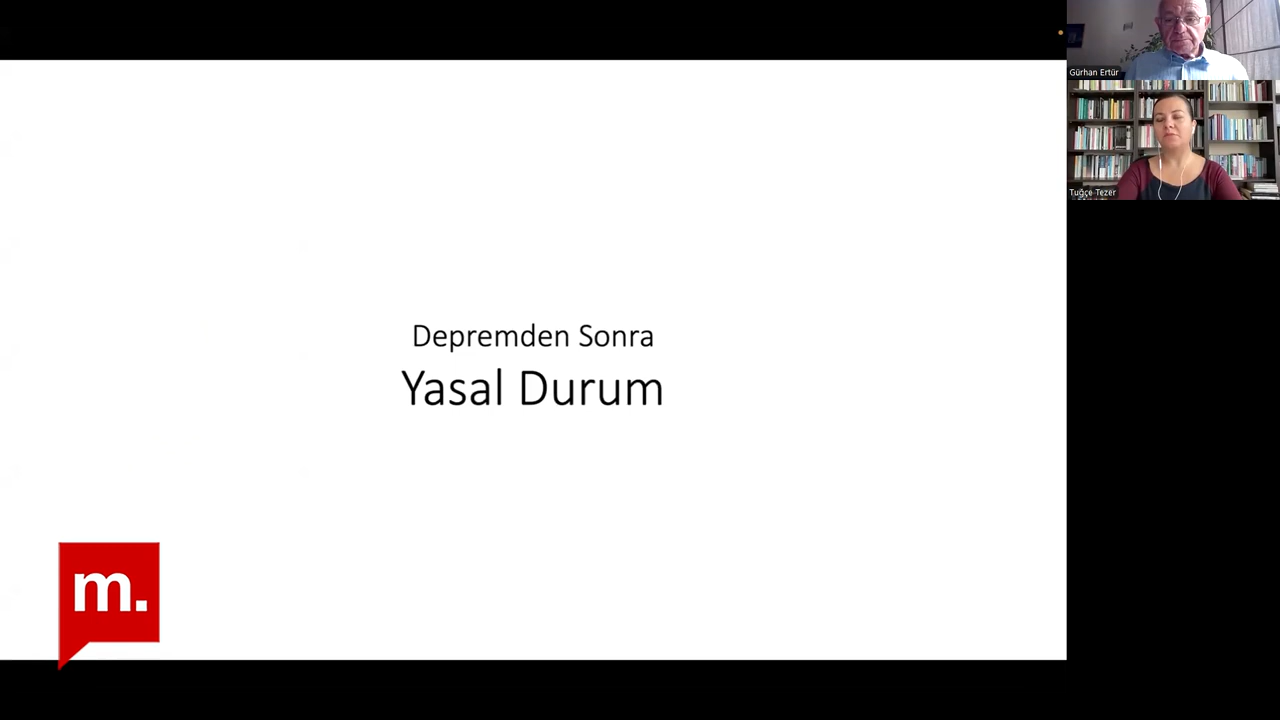 Depremden Sonra
Yasal Durum
m.
Gürhan Ertür
Tuğçe Tezer